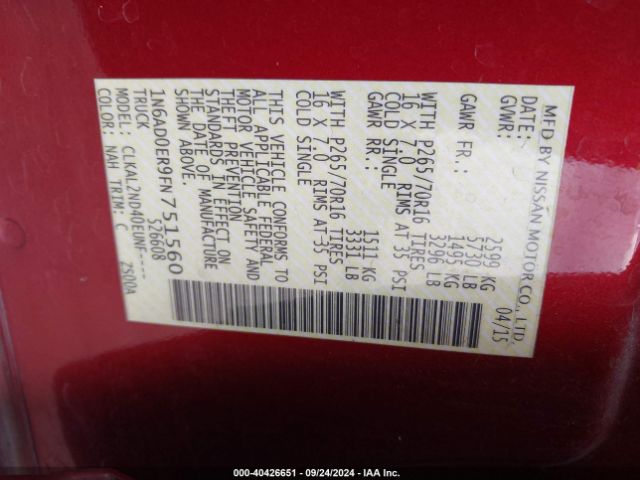 MFD BY NISSAN MOTOR CO., LTD.
DATE: 04/15
GVWR: 2599 KG
5730 LB
GAWR FR: 1495 KG
3296 LB
WITH P265/70R16 TIRES
16 X 7.0 RIMS AT 35 PSI
COLD SINGLE
GAWR RR.: 1511 KG
3331 LB
WITH P265/70R16 TIRES
16 X 7.0 RIMS AT 35 PSI
COLD SINGLE
THIS VEHICLE CONFORMS TO
ALL APPLICABLE FEDERAL
MOTOR VEHICLE SAFETY AND
THEFT PREVENTION
STANDARDS IN EFFECT ON
THE DATE OF MANUFACTURE
SHOWN ABOVE.
1N6AD0ER9FN751560
TRUCK 526608
MODEL: CLKAL2ND40EUNF----
COLOR: NAH TRIM: C 2500A
© 40426651 - 09/24/2024 - IAA Inc.